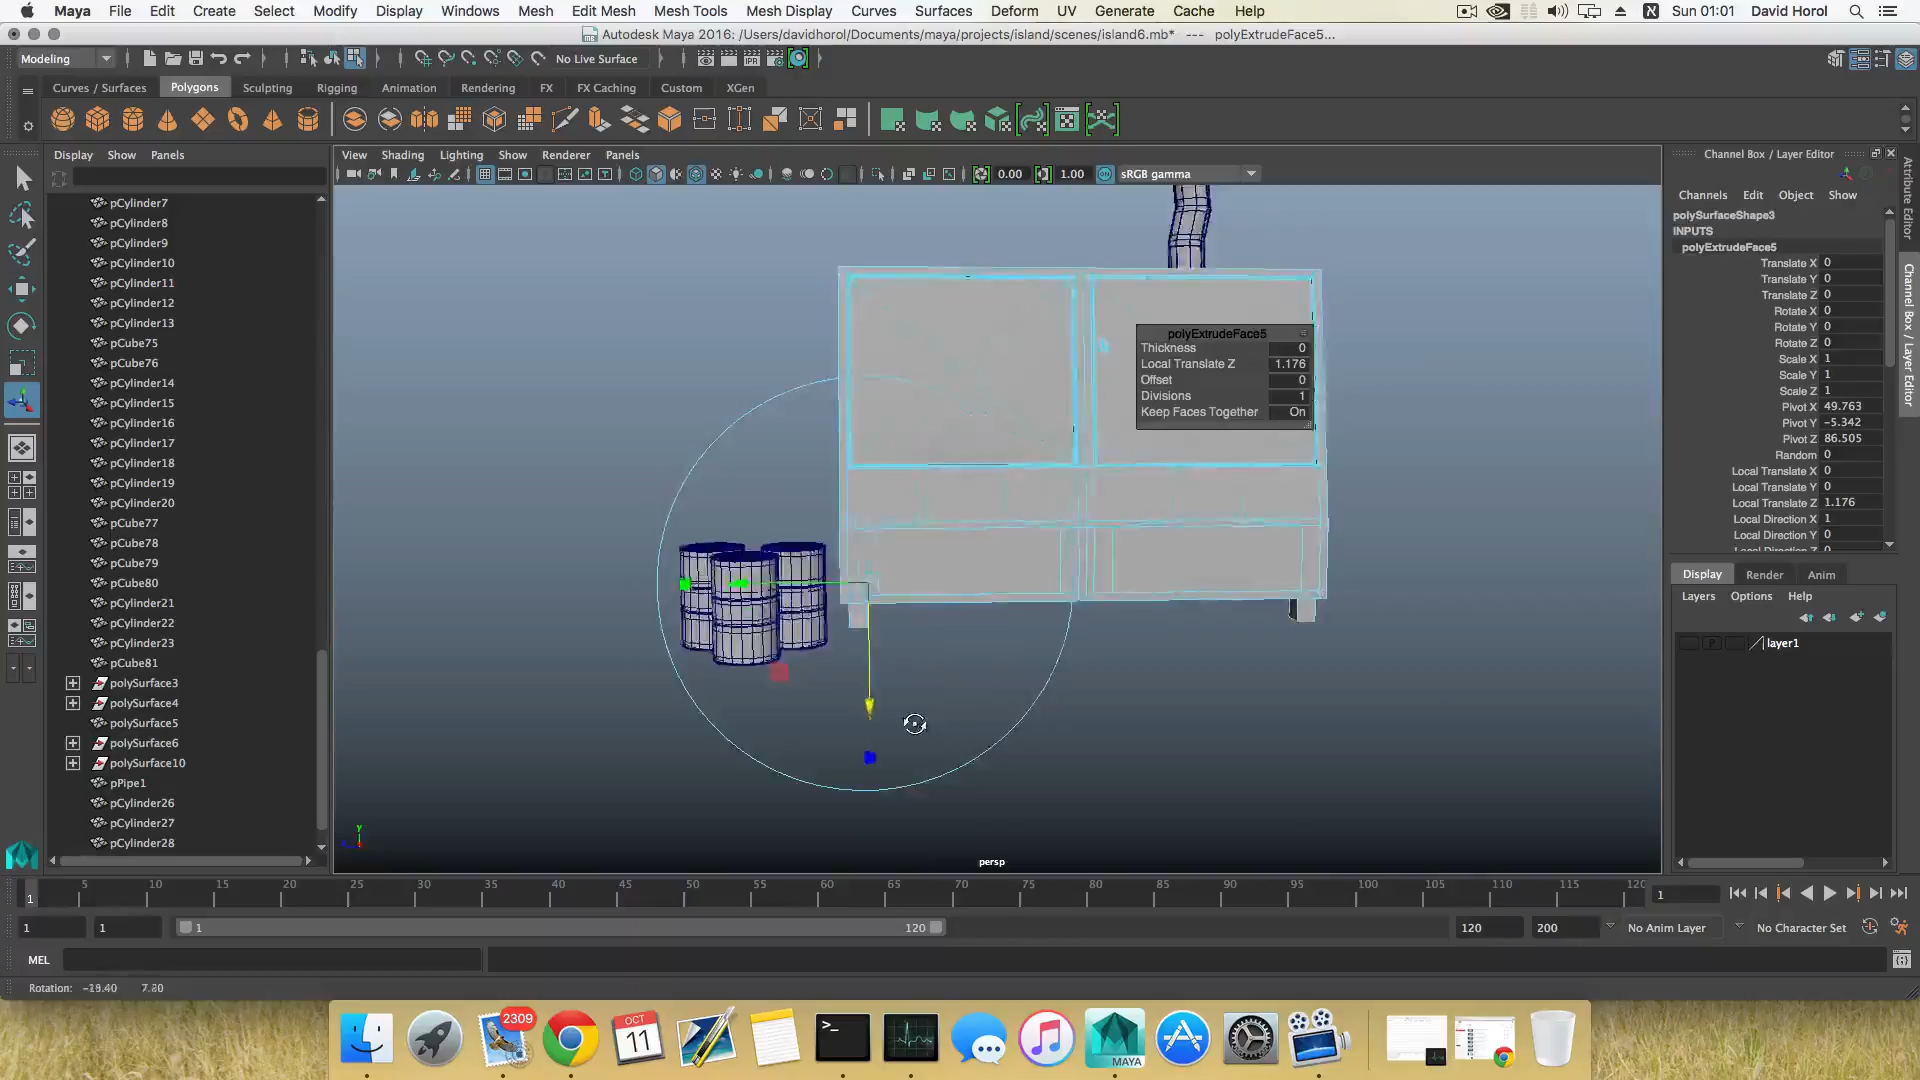 Maya File Edit Create Select Modify Display Windows Mesh Edit Mesh Mesh Tools Mesh Display Curves Surfaces Deform UV Generate Cache Help Sun 01:01 David Horol
Autodesk Maya 2016: /Users/davidhorol/Documents/maya/projects/island/scenes/island6.mb* --- polyExtrudeFace5...
Modeling No Live Surface IPR
Curves / Surfaces Polygons Sculpting Rigging Animation Rendering FX FX Caching Custom XGen
Display Show Panels
View Shading Lighting Show Renderer Panels
0.00 1.00 sRGB gamma
pCylinder7
pCylinder8
pCylinder9
pCylinder10
pCylinder11
pCylinder12
pCylinder13
pCube75
pCube76
pCylinder14
pCylinder15
pCylinder16
pCylinder17
pCylinder18
pCylinder19
pCylinder20
pCube77
pCube78
pCube79
pCube80
pCylinder21
pCylinder22
pCylinder23
pCube81
polySurface3
polySurface4
polySurface5
polySurface6
polySurface10
pPipe1
pCylinder26
pCylinder27
pCylinder28
polyExtrudeFace5
Thickness 0
Local Translate Z 1.176
Offset 0
Divisions 1
Keep Faces Together On
y
persp
Channel Box / Layer Editor
Channels Edit Object Show
polySurfaceShape3
INPUTS
polyExtrudeFace5
Translate X 0
Translate Y 0
Translate Z 0
Rotate X 0
Rotate Y 0
Rotate Z 0
Scale X 1
Scale Y 1
Scale Z 1
Pivot X 49.763
Pivot Y -5.342
Pivot Z 86.505
Random 0
Local Translate X 0
Local Translate Y 0
Local Translate Z 1.176
Local Direction X 1
Local Direction Y 0
Local Direction Z 0
Attribute Editor
Channel Box / Layer Editor
Display Render Anim
Layers Options Help
P layer1
1 5 10 15 20 25 30 35 40 45 50 55 60 65 70 75 80 85 90 95 100 105 110 115 120 1
1 1 1 120 120 200 No Anim Layer No Character Set
MEL
2309
OCT
11
MAYA